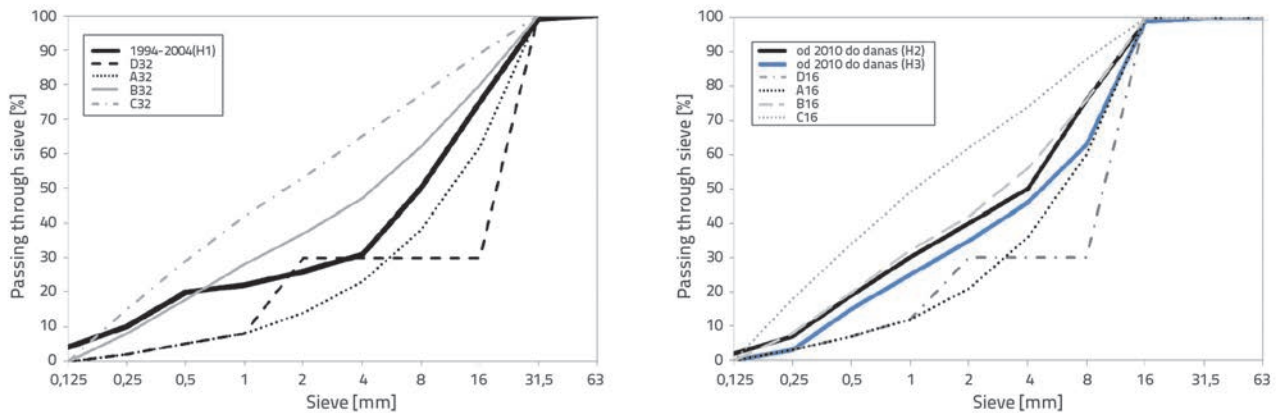 100
90
80
70
60
50
40
30
20
10
0
Passing through sieve [%]
1994-2004(H1)
D32
A32
B32
C32
0,125 0,25 0,5 1 2 4 8 16 31,5 63
Sieve [mm]
100
90
80
70
60
50
40
30
20
10
0
Passing through sieve [%]
od 2010 do danas (H2)
od 2010 do danas (H3)
D16
A16
B16
C16
0,125 0,25 0,5 1 2 4 8 16 31,5 63
Sieve [mm]